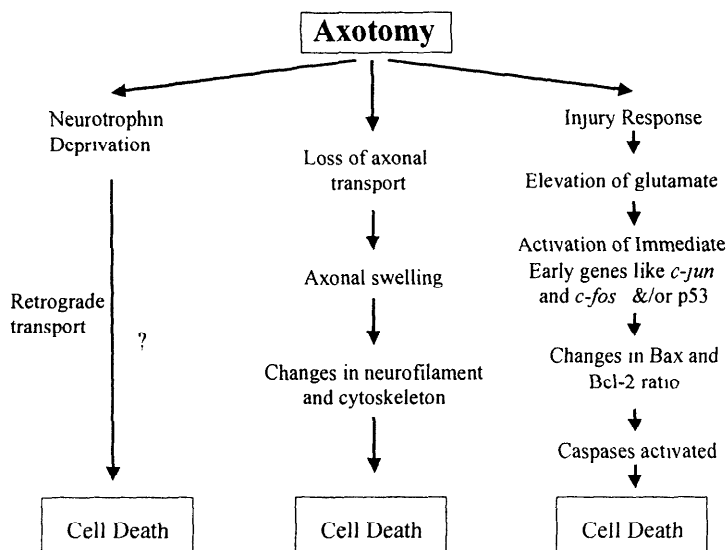 Axotomy
Neurotrophin
Deprivation
Retrograde
transport
?
Cell Death
Loss of axonal
transport
Axonal swelling
Changes in neurofilament
and cytoskeleton
Cell Death
Injury Response
Elevation of glutamate
Activation of Immediate
Early genes like c-jun
and c-fos &/or p53
Changes in Bax and
Bcl-2 ratio
Caspases activated
Cell Death